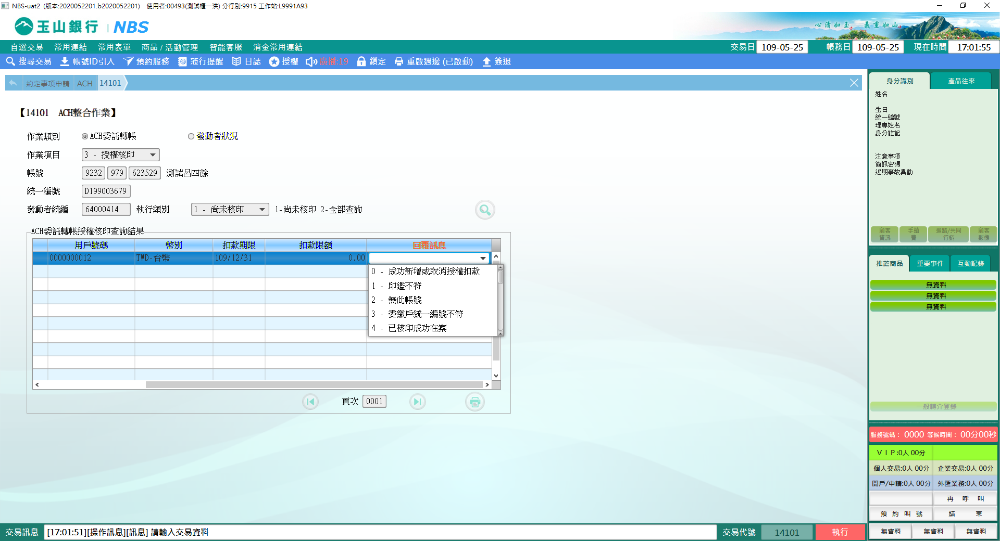 NBS-uat2 (版本:2020052201.b2020052201) 使用者:00493(測試櫃一洪) 分行別:9915 工作站:L9991A93
玉山銀行 | NBS
心清如玉 義重如山
自選交易 常用連結 常用表單 商品 / 活動管理 智能客服 消金常用連結 交易日 109-05-25 帳務日 109-05-25 現在時間 17:01:55
搜尋交易 帳號ID引入 預約服務 蒞行提醒 日誌 授權 廣播:19 鎖定 重啟週邊 (已啟動) 簽退
約定事項申請 ACH 14101
【14101 ACH整合作業】
作業類別 ACH委託轉帳 發動者狀況
作業項目 3 - 授權核印
帳號 9232 979 623529 測試呂四餘
統一編號 D199003679
發動者統編 64000414 執行類別 1 - 尚未核印 1-尚未核印 2-全部查詢
ACH委託轉帳授權核印查詢結果
用戶號碼 幣別 扣款期限 扣款限額 回覆訊息
0000000012 TWD-台幣 109/12/31 0.00
0 - 成功新增或取消授權扣款
1 - 印鑑不符
2 - 無此帳號
3 - 委繳戶統一編號不符
4 - 已核印成功在案
頁次 0001
身分識別 產品往來
姓名
生日
統一編號
理專姓名
身分註記
注意事項
簡訊密碼
近期事故異動
顧客資訊 手續費 通路/共同行銷 顧客影像
推薦商品 重要事件 互動記錄
無資料
無資料
無資料
一般轉介登錄
服務號碼： 0000 等候時間： 00分00秒
ＶＩＰ:0人 00分
個人交易:0人 00分 企業交易:0人 00分
開戶/申請:0人 00分 外匯業務:0人 00分
再 呼 叫
預 約 叫 號 結 束
無資料 無資料 無資料
交易訊息 [17:01:51][操作訊息][訊息] 請輸入交易資料 交易代號 14101 執行